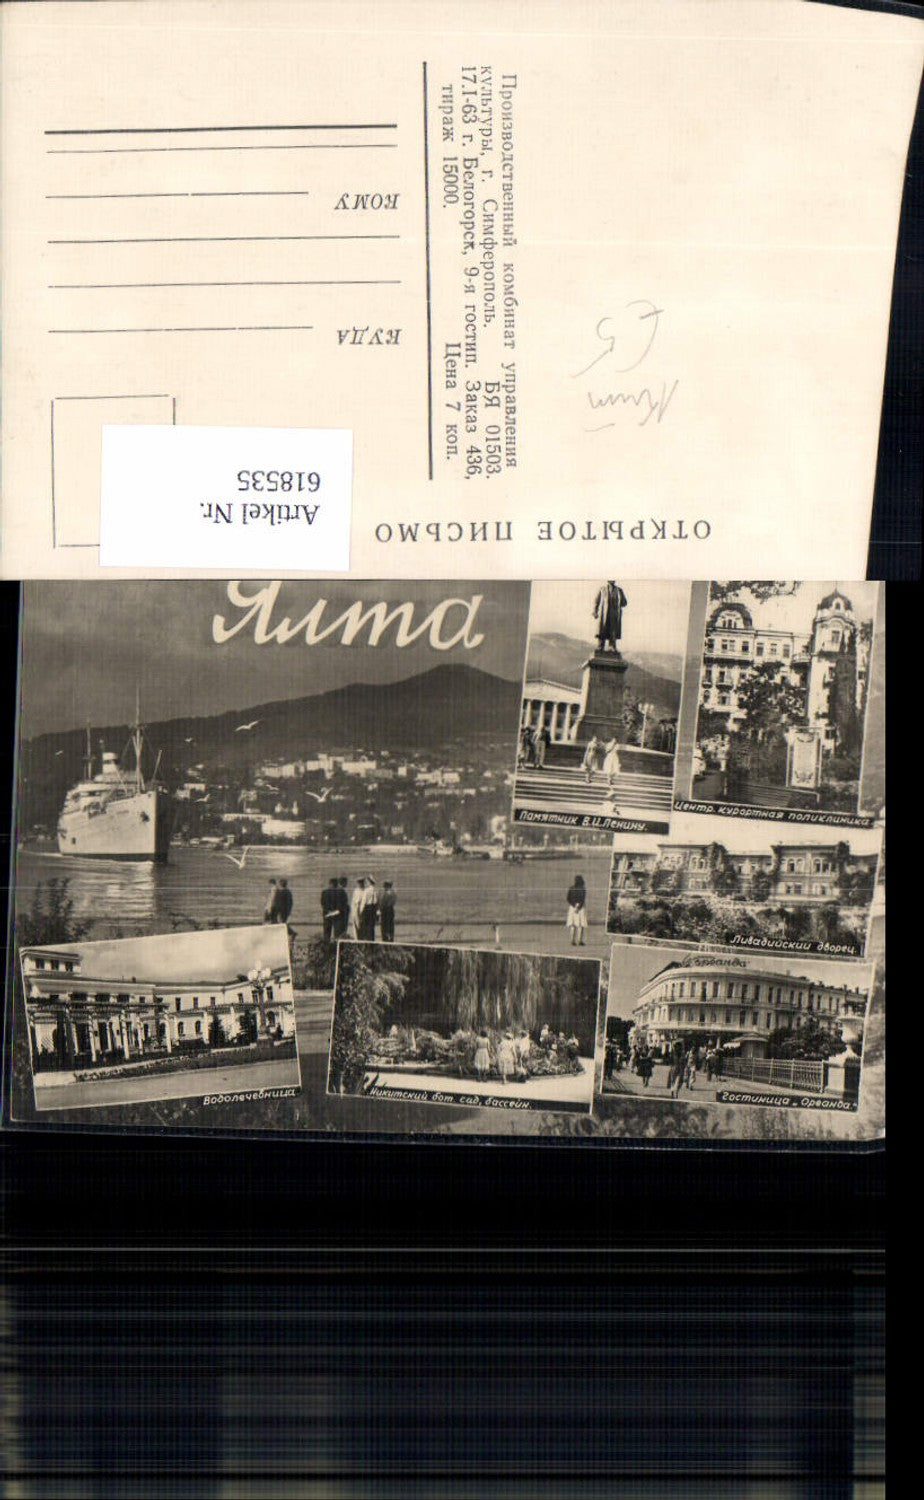 ОТКРЫТОЕ ПИСЬМО
Artikel Nr.
618535
КУДА
КОМУ
Производственный комбинат управления
культуры, г. Симферополь. БЯ 01503.
17.I-63 г. Белогорск, 9-я гостип. Заказ 436,
тираж 15000. Цена 7 коп.
Ялта
Памятник В.И.Ленину.
Центр. курортная поликлиника
Ливадийский дворец.
Водолечебница
Никитский бот. сад, бассейн.
Гостиница „Ореанда"